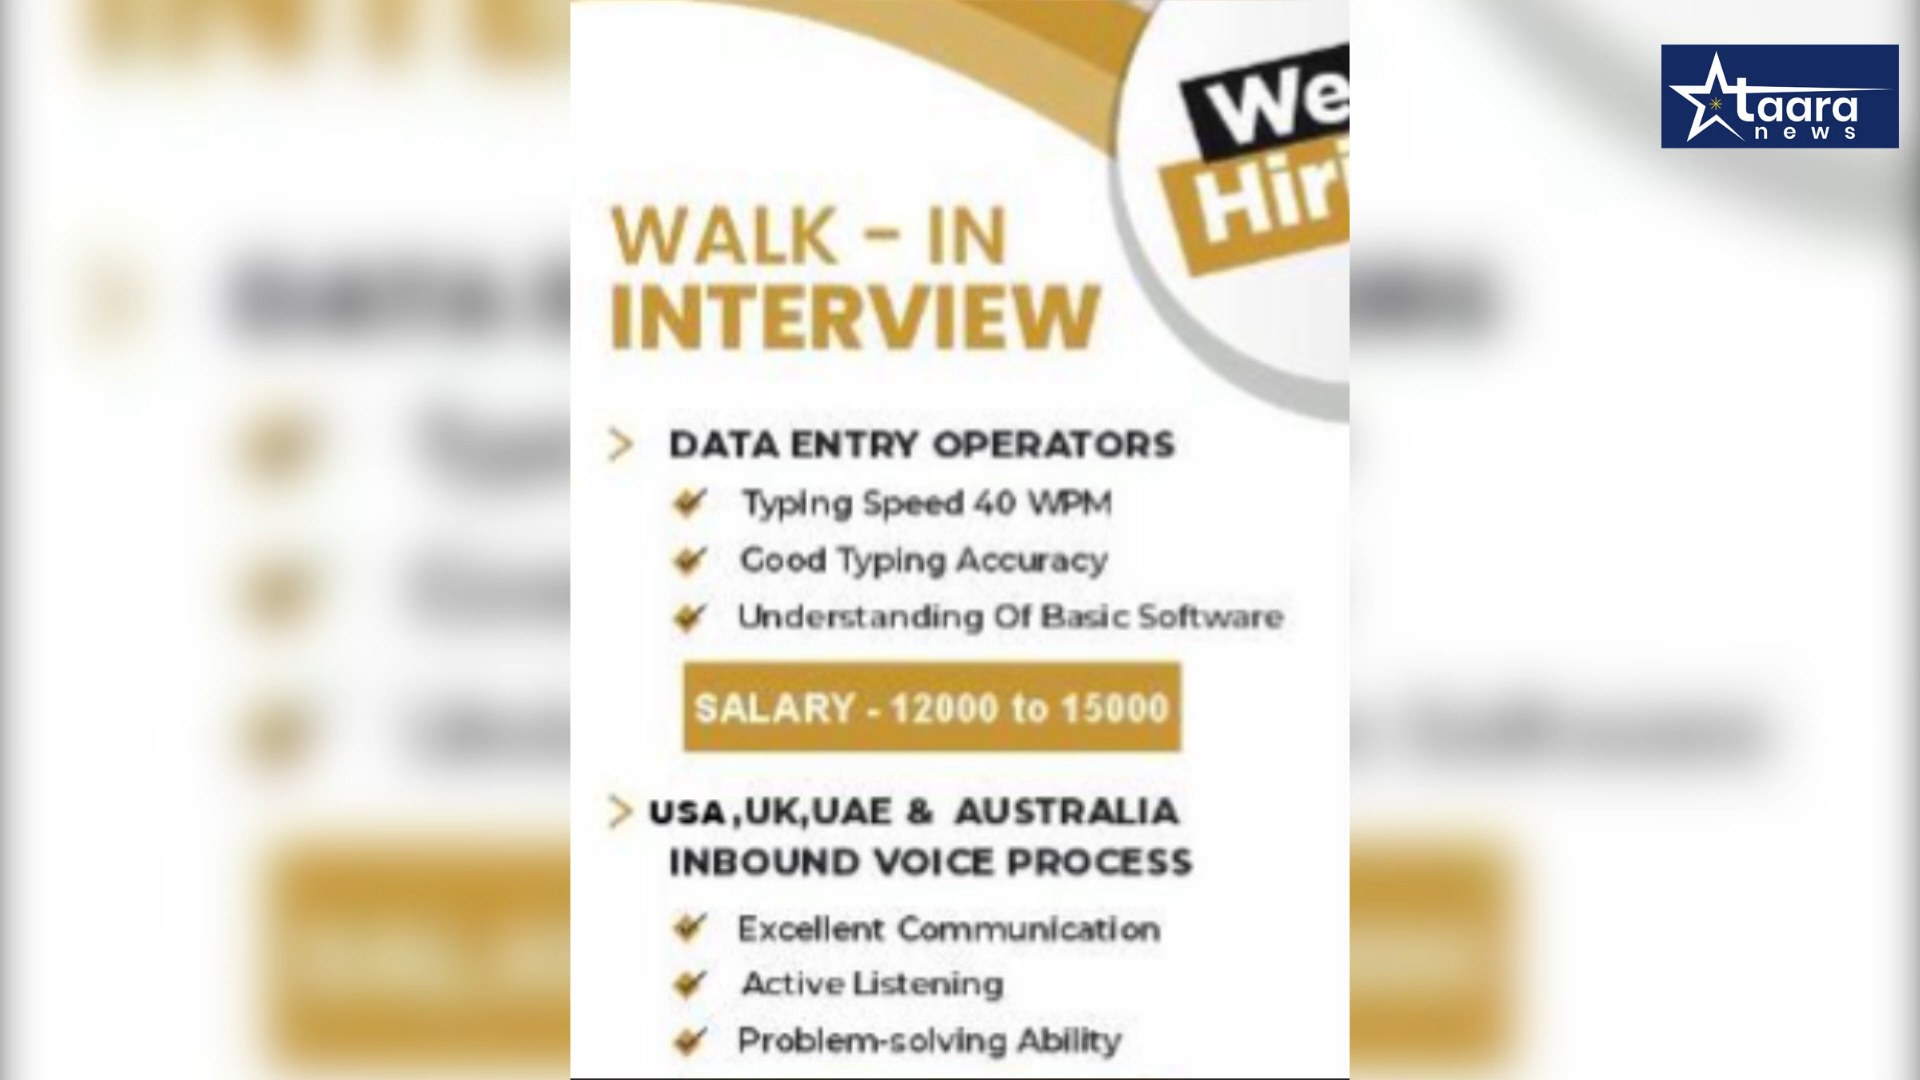 We
Hiri
taara
news
WALK - IN
INTERVIEW
DATA ENTRY OPERATORS
Typing Speed 40 WPM
Good Typing Accuracy
Understanding Of Basic Software
SALARY - 12000 to 15000
USA,UK,UAE & AUSTRALIA
INBOUND VOICE PROCESS
Excellent Communication
Active Listening
Problem-solving Ability